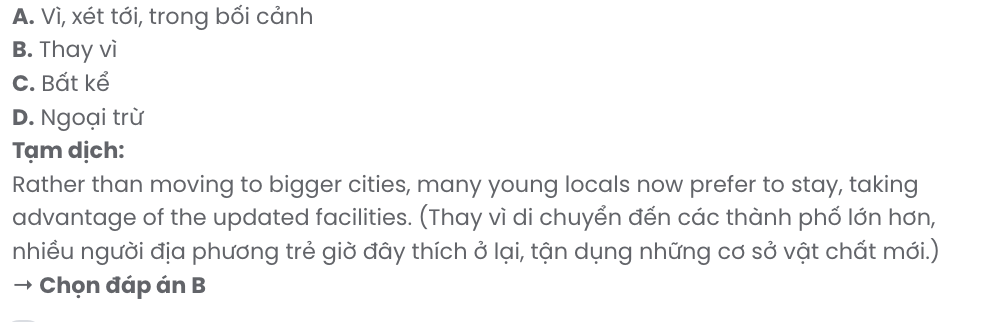 A. Vì, xét tới, trong bối cảnh
B. Thay vì
C. Bất kể
D. Ngoại trừ
Tạm dịch:
Rather than moving to bigger cities, many young locals now prefer to stay, taking
advantage of the updated facilities. (Thay vì di chuyển đến các thành phố lớn hơn,
nhiều người địa phương trẻ giờ đây thích ở lại, tận dụng những cơ sở vật chất mới.)
→ Chọn đáp án B